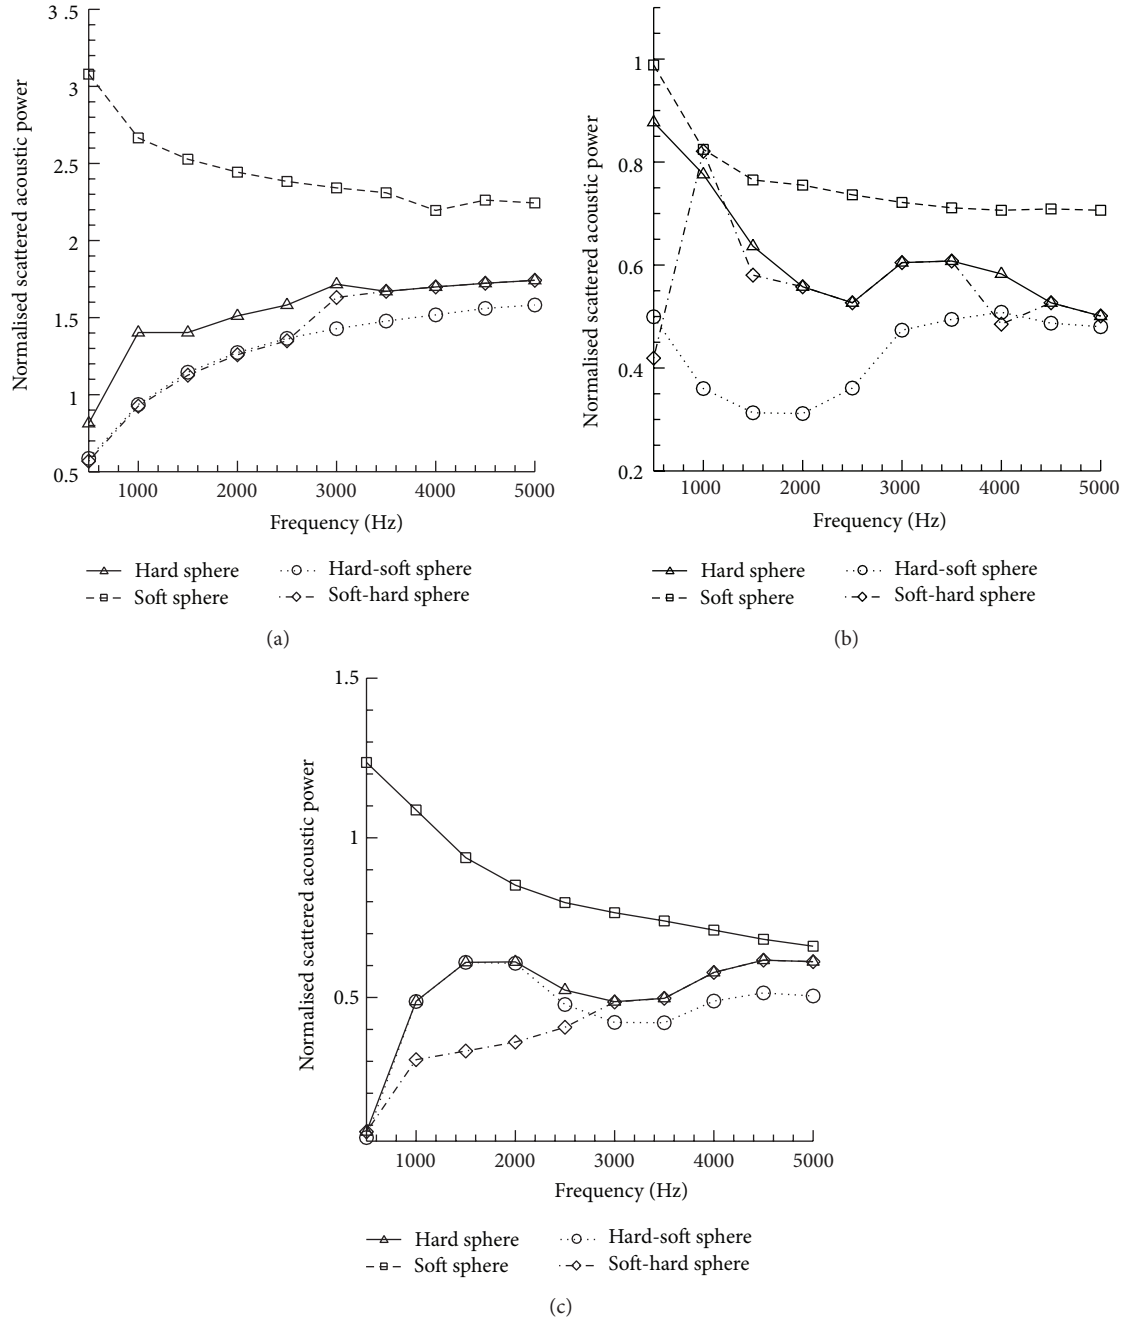 3 .5
3
2.5
2
1.5
1
0.5
1000 2000 3000 4000 5000
Frequency (Hz)
Normalised scattered acoustic power
Hard sphere
Soft sphere
Hard-soft sphere
Soft-hard sphere
(a)
1
0.8
0.6
0.4
0.2
1000 2000 3000 4000 5000
Frequency (Hz)
Normalised scattered acoustic power
Hard sphere
Soft sphere
Hard-soft sphere
Soft-hard sphere
(b)
1.5
1
0.5
1000 2000 3000 4000 5000
Frequency (Hz)
Normalised scattered acoustic power
Hard sphere
Soft sphere
Hard-soft sphere
Soft-hard sphere
(c)